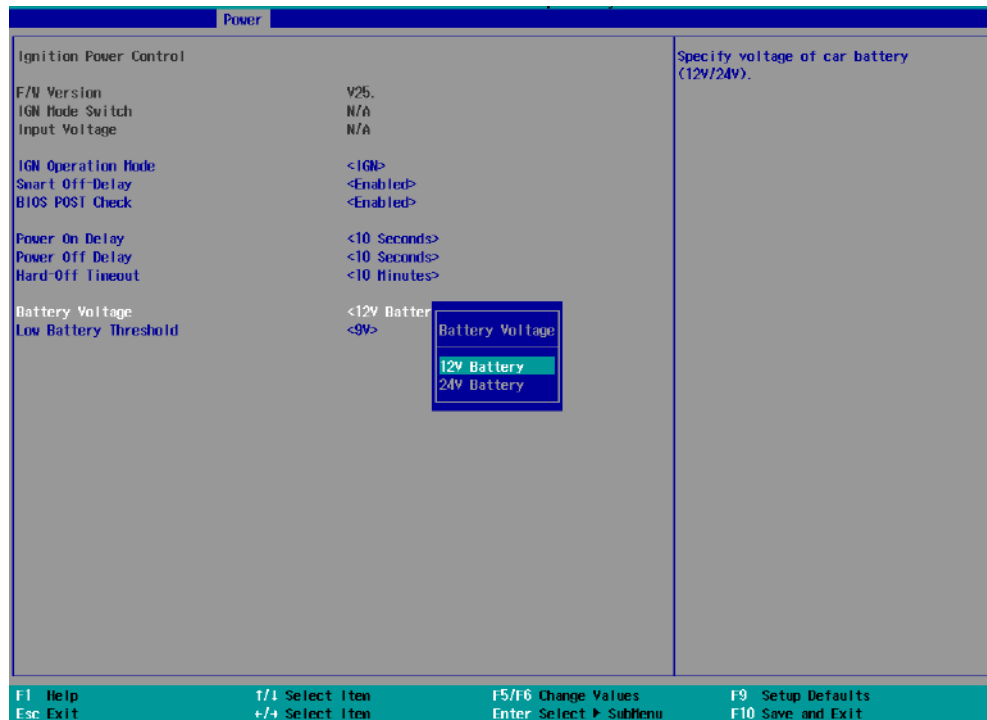 Power
Ignition Power Control
Specify voltage of car battery
(12V/24V).
F/W Version V25.
IGN Mode Switch N/A
Input Voltage N/A
IGN Operation Mode <IGN>
Smart Off-Delay <Enabled>
BIOS POST Check <Enabled>
Power On Delay <10 Seconds>
Power Off Delay <10 Seconds>
Hard-Off Timeout <10 Minutes>
Battery Voltage <12V Batter
Low Battery Threshold <9V>
Battery Voltage
12V Battery
24V Battery
F1 Help ↑/↓ Select Item F5/F6 Change Values F9 Setup Defaults
Esc Exit ←/→ Select Item Enter Select ▶ SubMenu F10 Save and Exit